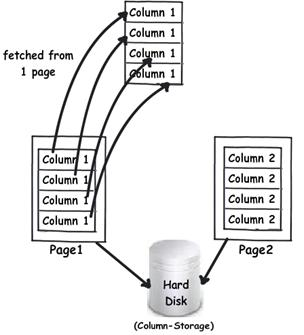 Column 1
Column 1
Column 1
Column 1
fetched from
1 page
Column 1
Column 1
Column 1
Column 1
Page1
Column 2
Column 2
Column 2
Column 2
Page2
Hard
Disk
(Column-Storage)